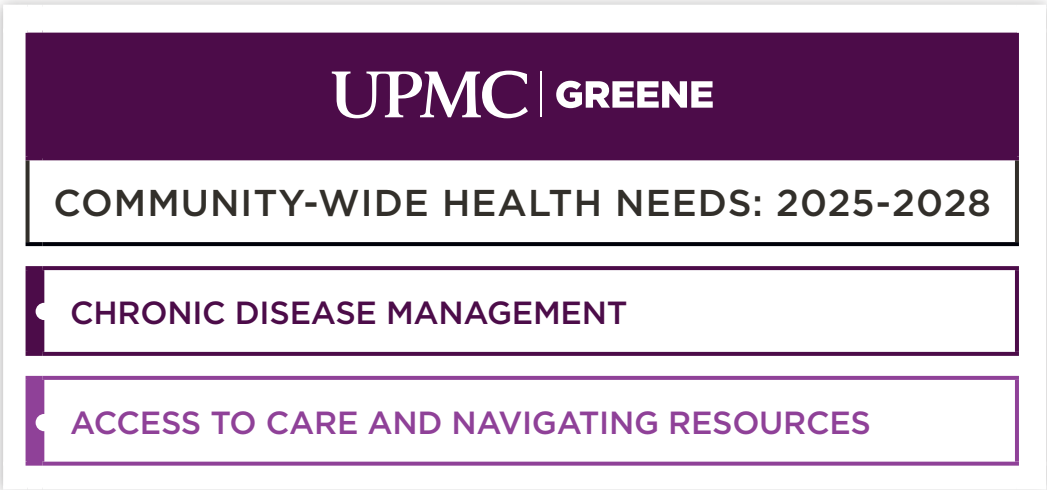 UPMC | GREENE
COMMUNITY-WIDE HEALTH NEEDS: 2025-2028
CHRONIC DISEASE MANAGEMENT
ACCESS TO CARE AND NAVIGATING RESOURCES